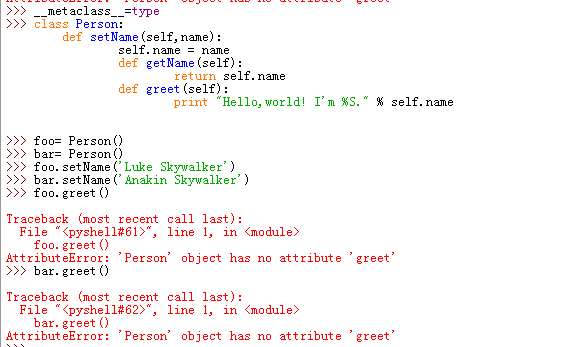 AttributeError: 'Person' object has no attribute 'greet'
>>> __metaclass__=type
>>> class Person:
        def setName(self,name):
                self.name = name
                def getName(self):
                        return self.name
                def greet(self):
                        print "Hello,world! I'm %S." % self.name
>>> foo= Person()
>>> bar= Person()
>>> foo.setName('Luke Skywalker')
>>> bar.setName('Anakin Skywalker')
>>> foo.greet()
Traceback (most recent call last):
  File "<pyshell#61>", line 1, in <module>
    foo.greet()
AttributeError: 'Person' object has no attribute 'greet'
>>> bar.greet()
Traceback (most recent call last):
  File "<pyshell#62>", line 1, in <module>
    bar.greet()
AttributeError: 'Person' object has no attribute 'greet'
>>>